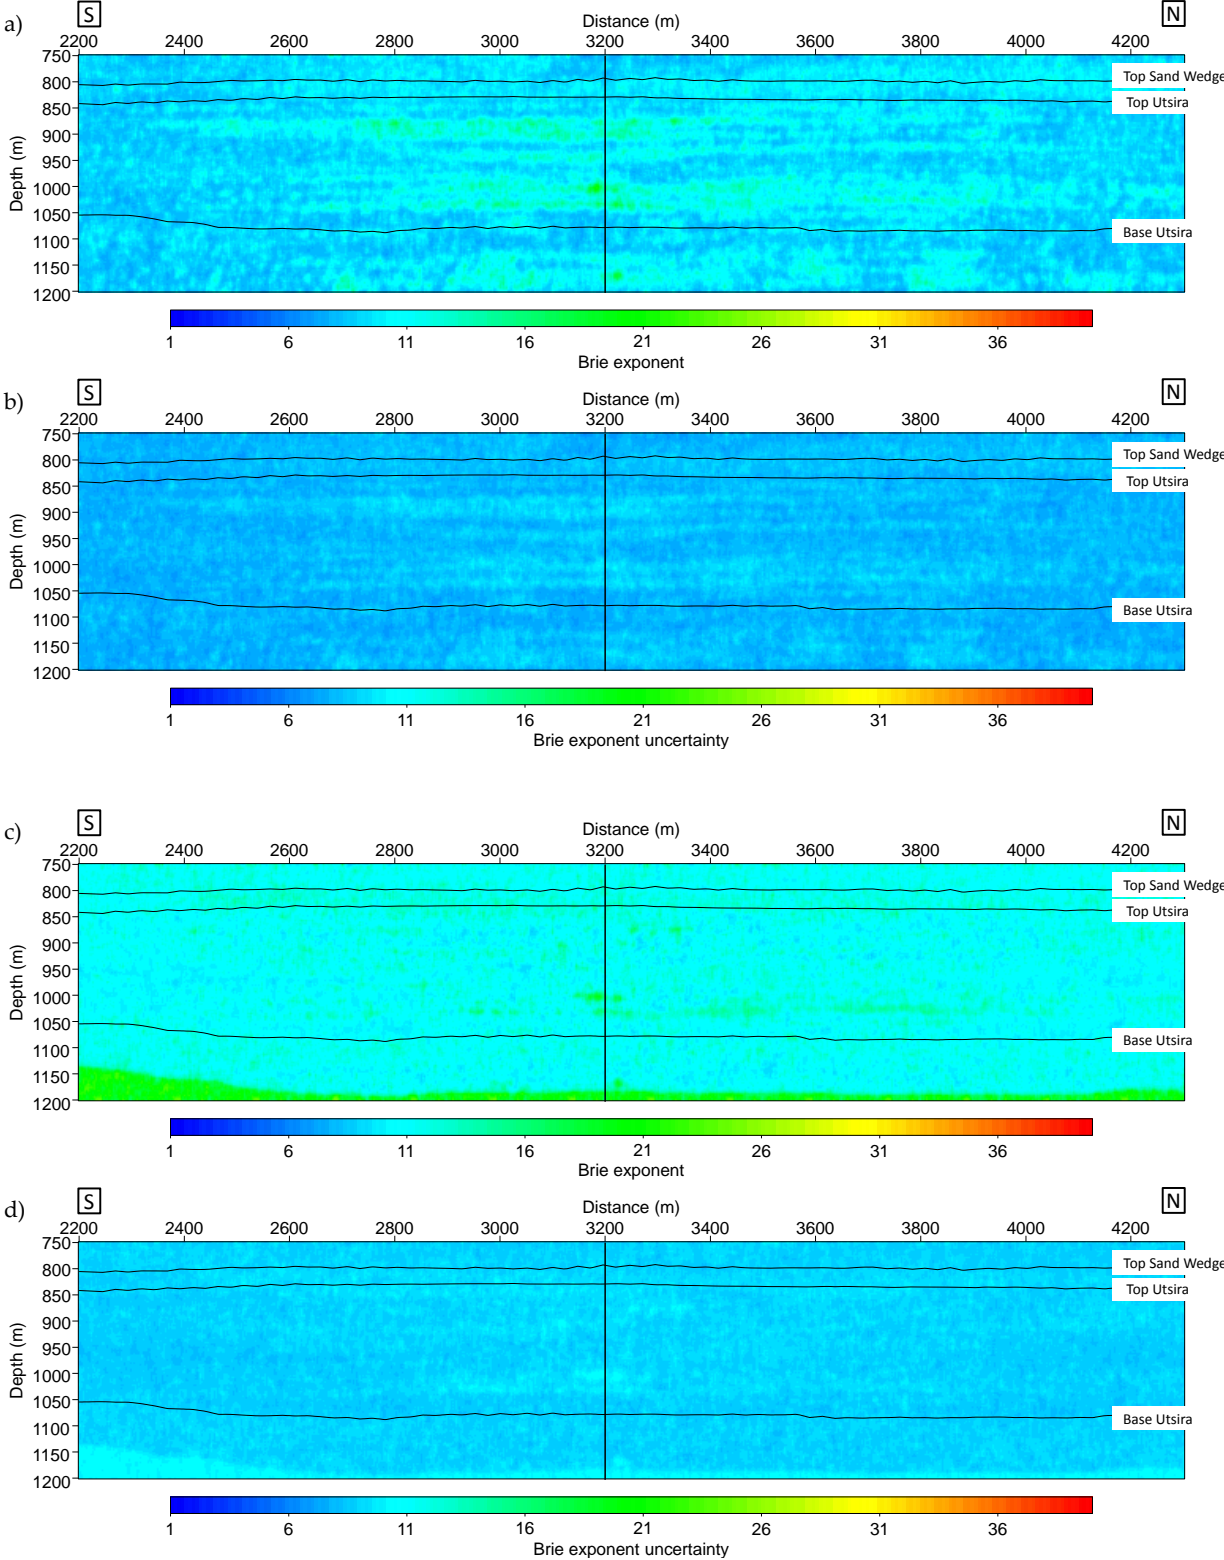 a)
S
Distance (m)
N
2200 2400 2600 2800 3000 3200 3400 3600 3800 4000 4200
750
Top Sand Wedge
800
Top Utsira
850
900
950
Depth (m)
1000
1050
Base Utsira
1100
1150
1200
1 6 11 16 21 26 31 36
Brie exponent
b)
S
Distance (m)
N
2200 2400 2600 2800 3000 3200 3400 3600 3800 4000 4200
750
Top Sand Wedge
800
Top Utsira
850
900
950
Depth (m)
1000
1050
Base Utsira
1100
1150
1200
1 6 11 16 21 26 31 36
Brie exponent uncertainty
c)
S
Distance (m)
N
2200 2400 2600 2800 3000 3200 3400 3600 3800 4000 4200
750
Top Sand Wedge
800
Top Utsira
850
900
950
Depth (m)
1000
1050
Base Utsira
1100
1150
1200
1 6 11 16 21 26 31 36
Brie exponent
d)
S
Distance (m)
N
2200 2400 2600 2800 3000 3200 3400 3600 3800 4000 4200
750
Top Sand Wedge
800
Top Utsira
850
900
950
Depth (m)
1000
1050
Base Utsira
1100
1150
1200
1 6 11 16 21 26 31 36
Brie exponent uncertainty